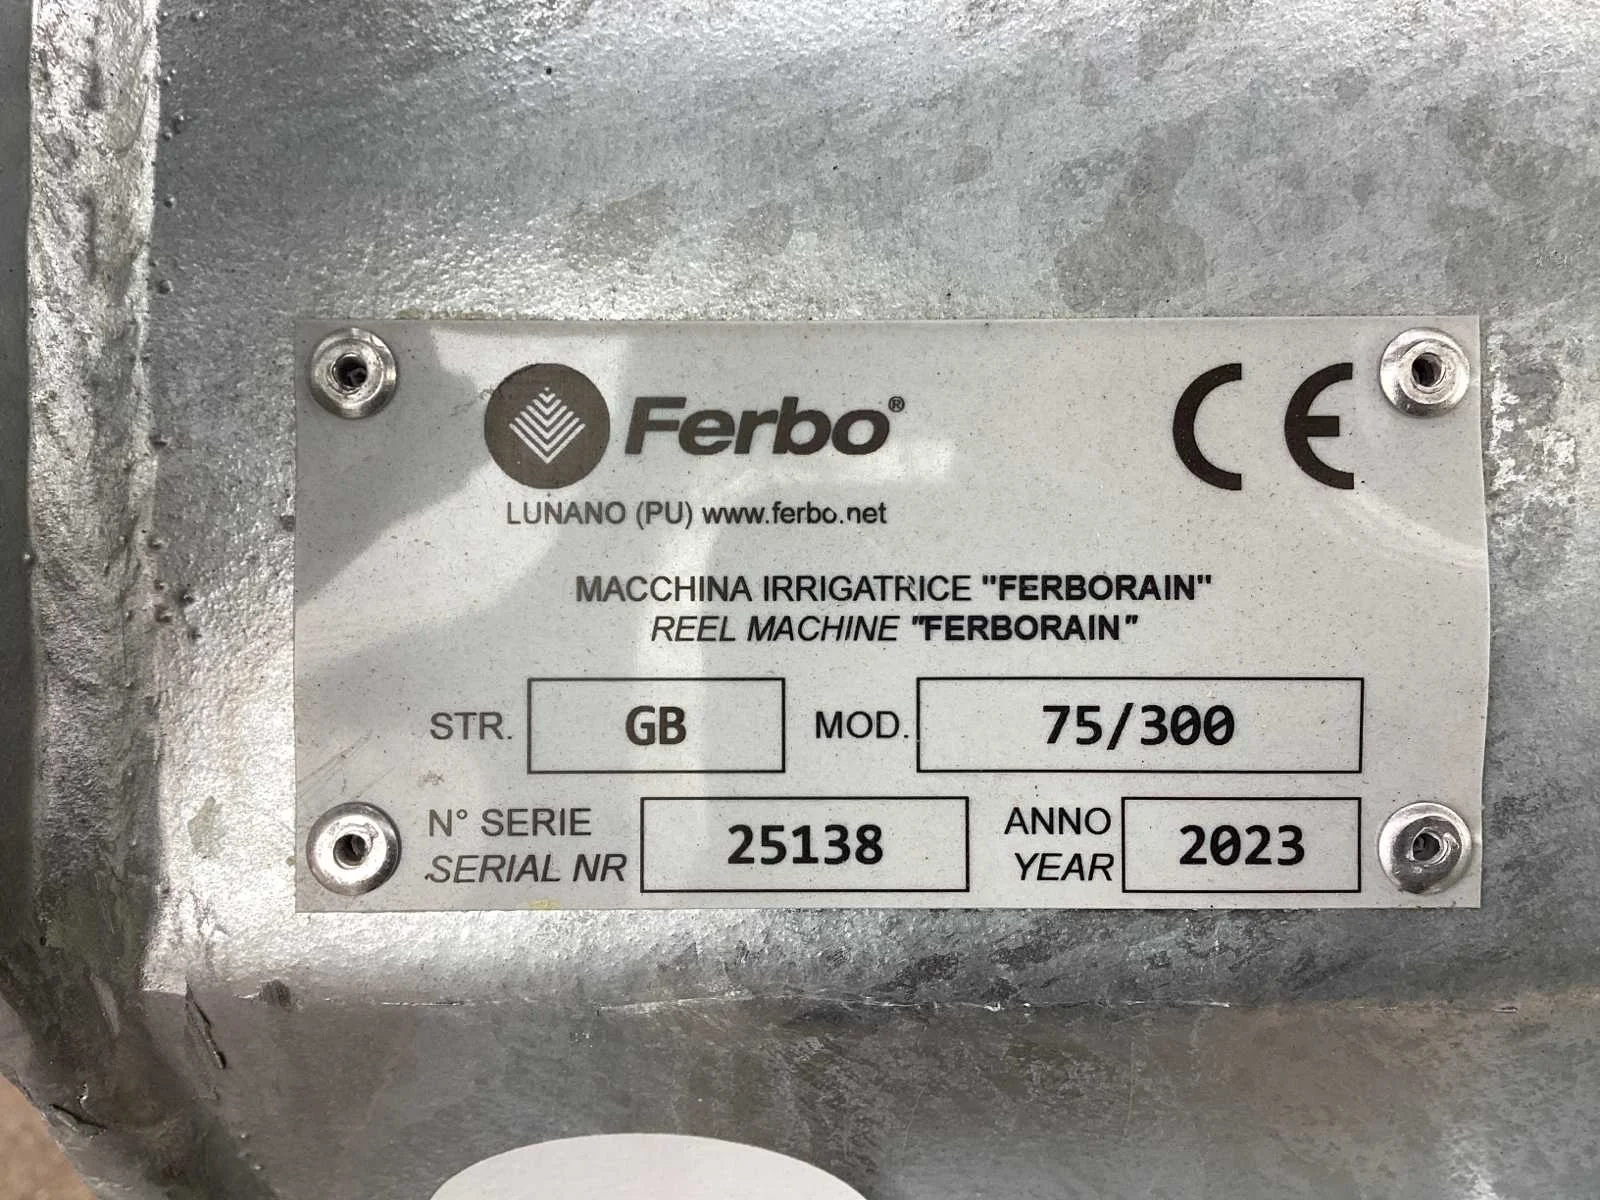 Ferbo®
CE
LUNANO (PU) www.ferbo.net
MACCHINA IRRIGATRICE "FERBORAIN"
REEL MACHINE "FERBORAIN"
STR. GB MOD. 75/300
N° SERIE 25138 ANNO 2023
SERIAL NR YEAR